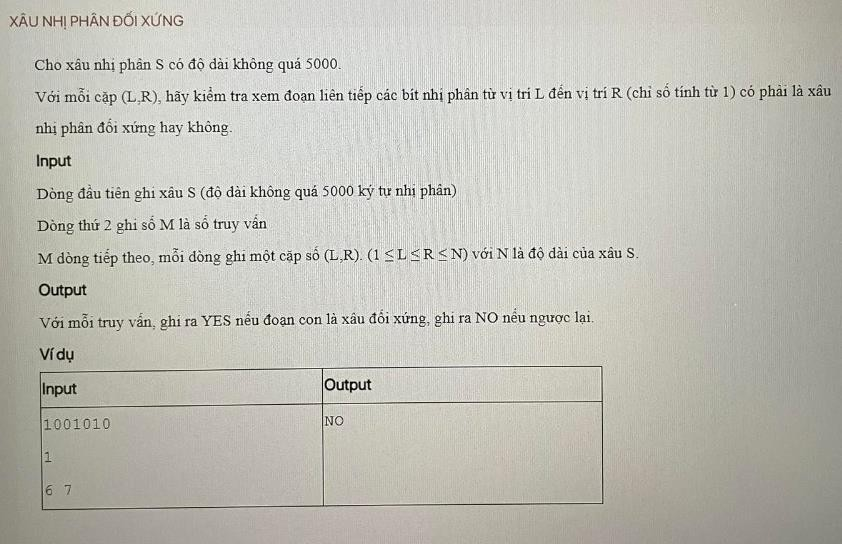 XÂU NHỊ PHÂN ĐỐI XỨNG
Cho xâu nhị phân S có độ dài không quá 5000.
Với mỗi cặp (L,R), hãy kiểm tra xem đoạn liên tiếp các bít nhị phân từ vị trí L đến vị trí R (chỉ số tính từ 1) có phải là xâu
nhị phân đối xứng hay không.
Input
Dòng đầu tiên ghi xâu S (độ dài không quá 5000 ký tự nhị phân)
Dòng thứ 2 ghi số M là số truy vấn
M dòng tiếp theo, mỗi dòng ghi một cặp số (L,R). (1 ≤ L ≤ R ≤ N) với N là độ dài của xâu S.
Output
Với mỗi truy vấn, ghi ra YES nếu đoạn con là xâu đối xứng, ghi ra NO nếu ngược lại.
Ví dụ
Input Output
1001010 NO
1
6 7